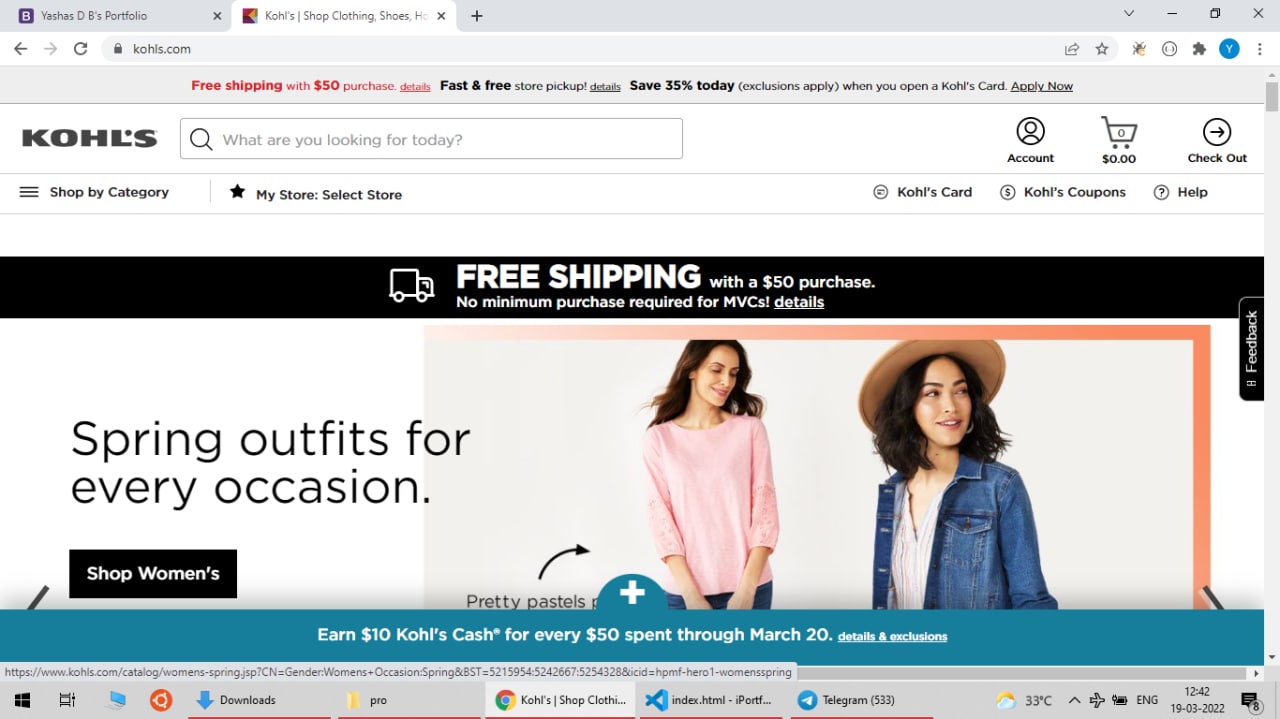 Yashas D B's Portfolio
Kohl's | Shop Clothing, Shoes, Ho
kohls.com
Y
Free shipping with $50 purchase. details Fast & free store pickup! details Save 35% today (exclusions apply) when you open a Kohl's Card. Apply Now
KOHL'S
What are you looking for today?
0
Account
$0.00
Check Out
Shop by Category
My Store: Select Store
Kohl's Card
Kohl's Coupons
Help
FREE SHIPPING with a $50 purchase.
No minimum purchase required for MVCs! details
Feedback
Spring outfits for
every occasion.
Shop Women's
Pretty pastels
Earn $10 Kohl's Cash® for every $50 spent through March 20. details & exclusions
https://www.kohls.com/catalog/womens-spring.jsp?CN=Gender:Womens+Occasion:Spring&BST=5215954:5242667:5254328&icid=hpmf-hero1-womensspring
Downloads
pro
Kohl's | Shop Clothi...
index.html - iPortf...
Telegram (533)
33°C
ENG
12:42
19-03-2022
8